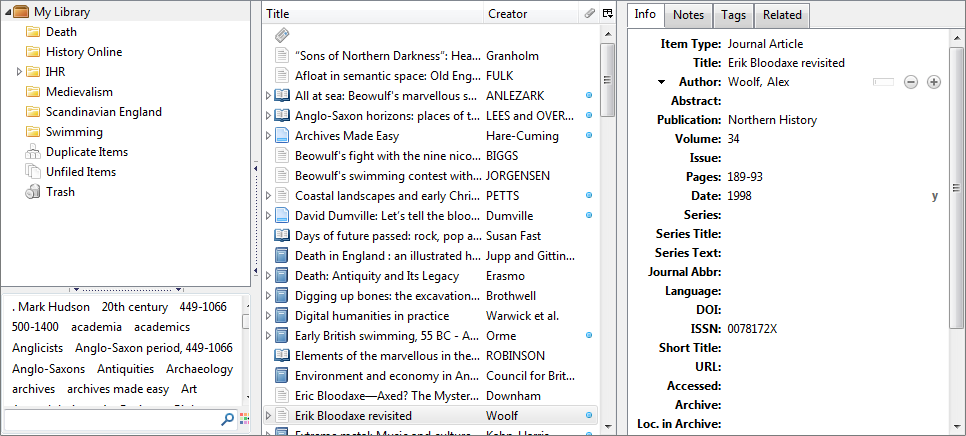 My Library
Death
History Online
IHR
Medievalism
Scandinavian England
Swimming
Duplicate Items
Unfiled Items
Trash
. Mark Hudson 20th century 449-1066
500-1400 academia academics
Anglicists Anglo-Saxon period, 449-1066
Anglo-Saxons Antiquities Archaeology
archives archives made easy Art
Title Creator
"Sons of Northern Darkness": Hea... Granholm
Afloat in semantic space: Old Eng... FULK
All at sea: Beowulf's marvellous s... ANLEZARK
Anglo-Saxon horizons: places of t... LEES and OVER...
Archives Made Easy Hare-Cuming
Beowulf's fight with the nine nico... BIGGS
Beowulf's swimming contest with... JORGENSEN
Coastal landscapes and early Chri... PETTS
David Dumville: Let's tell the bloo... Dumville
Days of future passed: rock, pop a... Susan Fast
Death in England : an illustrated h... Jupp and Gittin...
Death: Antiquity and Its Legacy Erasmo
Digging up bones: the excavation... Brothwell
Digital humanities in practice Warwick et al.
Early British swimming, 55 BC - A... Orme
Elements of the marvellous in the... ROBINSON
Environment and economy in An... Council for Brit...
Eric Bloodaxe—Axed? The Myster... Downham
Erik Bloodaxe revisited Woolf
Extreme metal: Music and culture... Kahn-Harris
Info Notes Tags Related
Item Type: Journal Article
Title: Erik Bloodaxe revisited
Author: Woolf, Alex
Abstract:
Publication: Northern History
Volume: 34
Issue:
Pages: 189-93
Date: 1998 y
Series:
Series Title:
Series Text:
Journal Abbr:
Language:
DOI:
ISSN: 0078172X
Short Title:
URL:
Accessed:
Archive:
Loc. in Archive: